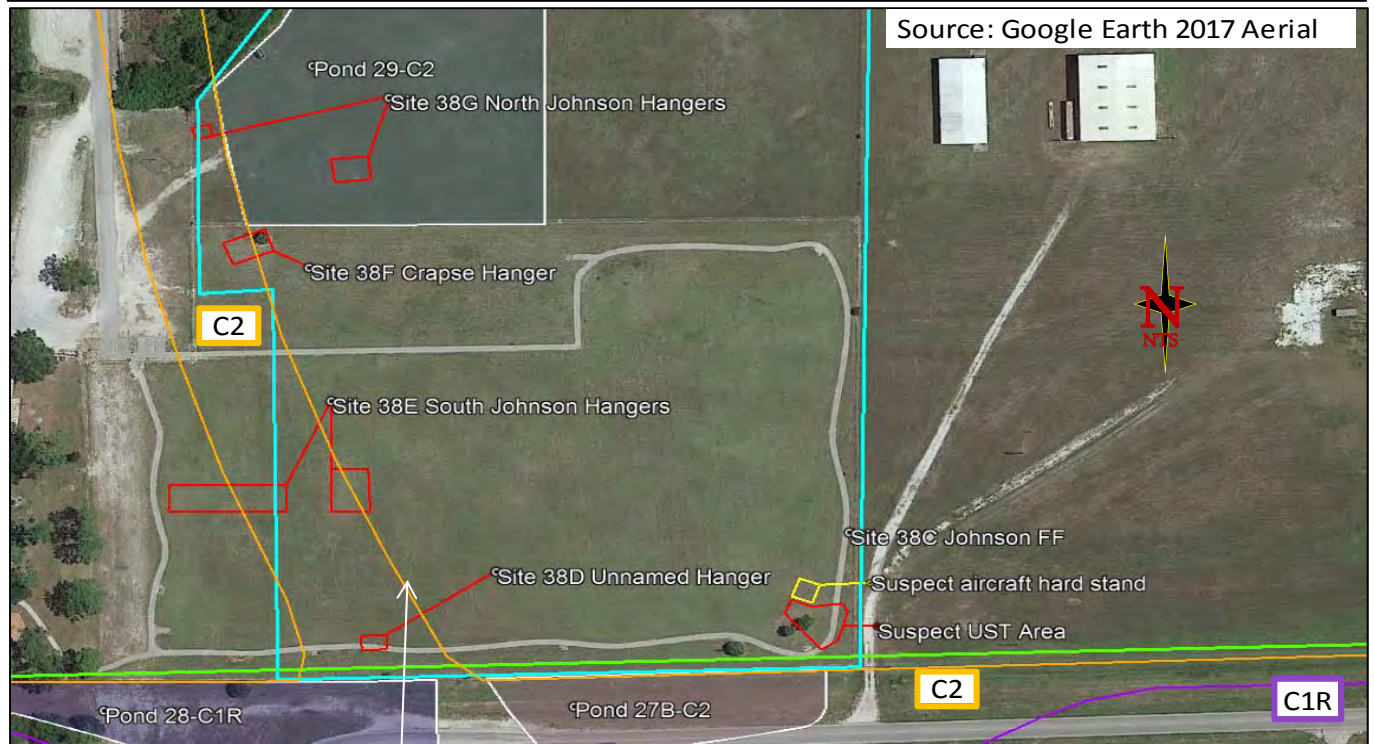 Source: Google Earth 2017 Aerial
Pond 29-C2
Site 38G North Johnson Hangers
Site 38F Crapse Hanger
C2
N
NTS
Site 38E South Johnson Hangers
Site 38C Johnson FF
Site 38D Unnamed Hanger
Suspect aircraft hard stand
Suspect UST Area
C2
C1R
Pond 28-C1R
Pond 27B-C2